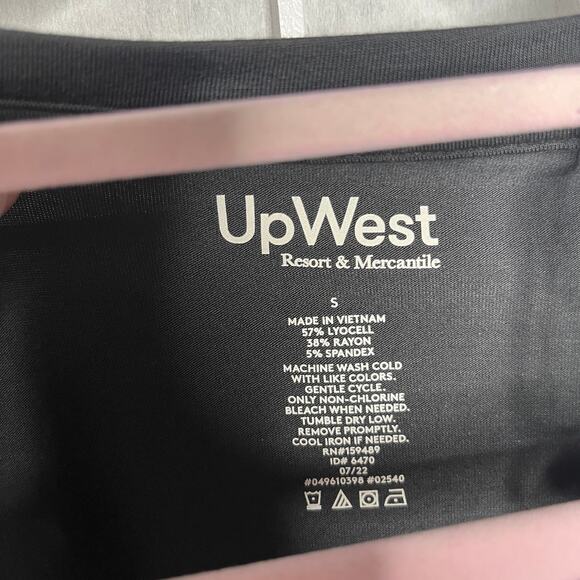 UpWest
Resort & Mercantile
S
MADE IN VIETNAM
57% LYOCELL
38% RAYON
5% SPANDEX
MACHINE WASH COLD
WITH LIKE COLORS.
GENTLE CYCLE.
ONLY NON-CHLORINE
BLEACH WHEN NEEDED.
TUMBLE DRY LOW.
REMOVE PROMPTLY.
COOL IRON IF NEEDED.
RN#159489
ID# 6470
07/22
#049610398 #02540